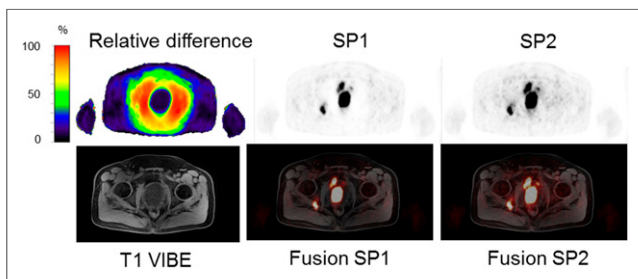 %
100
50
0
Relative difference
SP1
SP2
T1 VIBE
Fusion SP1
Fusion SP2